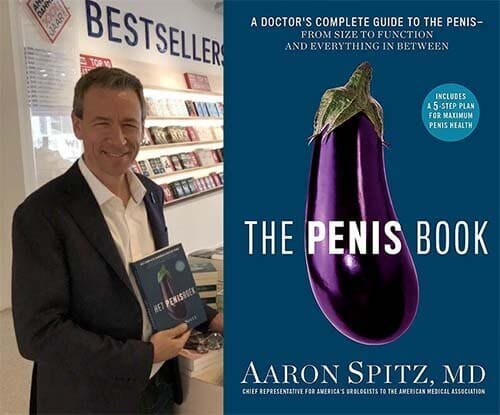 BESTSELLERS
TOP 10
HET PENISBOEK
A DOCTOR'S COMPLETE GUIDE TO THE PENIS–
FROM SIZE TO FUNCTION
AND EVERYTHING IN BETWEEN
INCLUDES
A 5-STEP PLAN
FOR MAXIMUM
PENIS HEALTH
THE PENIS BOOK
AARON SPITZ, MD
CHIEF REPRESENTATIVE FOR AMERICA'S UROLOGISTS TO THE AMERICAN MEDICAL ASSOCIATION